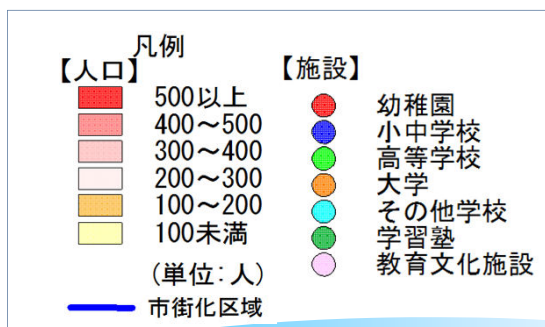 凡例
【人口】
500以上
400～500
300～400
200～300
100～200
100未満
(単位:人)
市街化区域
【施設】
幼稚園
小中学校
高等学校
大学
その他学校
学習塾
教育文化施設